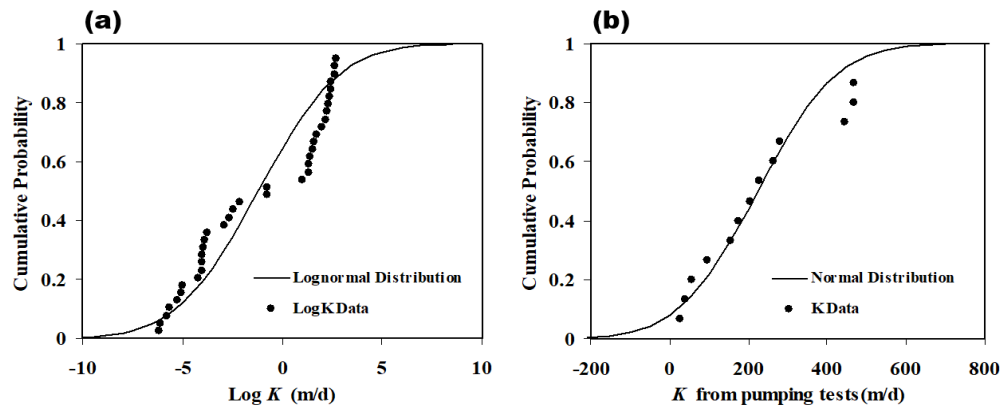 (a)
1
0.8
0.6
0.4
0.2
0
Cumulative Probability
Lognormal Distribution
LogKData
-10
-5
0
5
10
Log K (m/d)
(b)
1
0.8
0.6
0.4
0.2
0
Cumulative Probability
Normal Distribution
KData
-200
0
200
400
600
800
K from pumping tests (m/d)